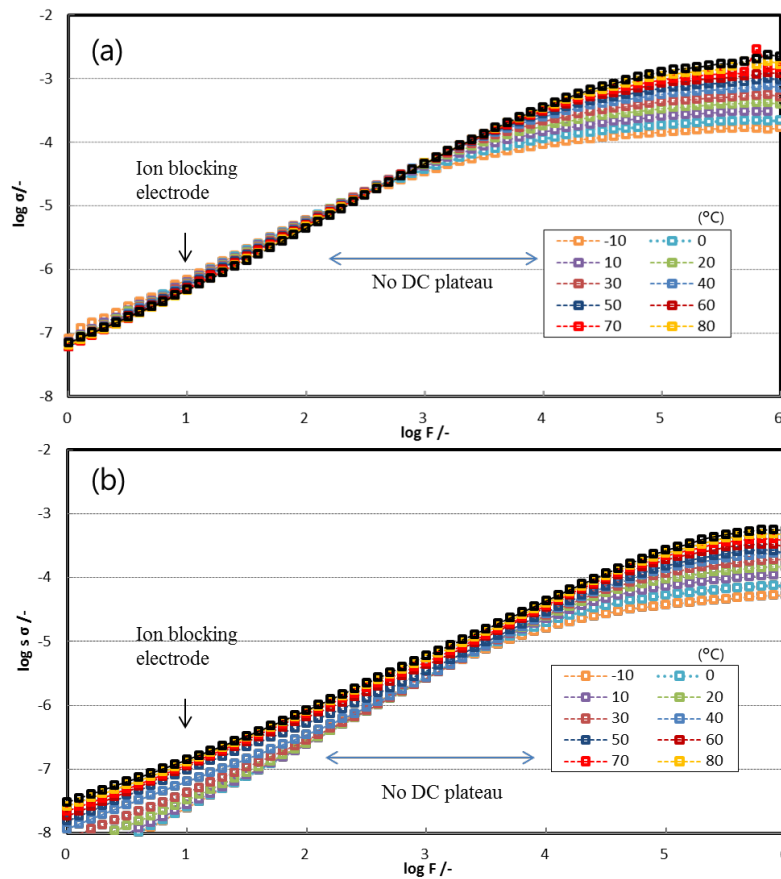 (a)
-2
-3
-4
-5
-6
-7
-8
log σ/-
Ion blocking
electrode
No DC plateau
(°C)
-10 0
10 20
30 40
50 60
70 80
0 1 2 3 4 5 6
log F /-
(b)
-2
-3
-4
-5
-6
-7
-8
log s σ /-
Ion blocking
electrode
No DC plateau
(°C)
-10 0
10 20
30 40
50 60
70 80
0 1 2 3 4 5 6
log F /-